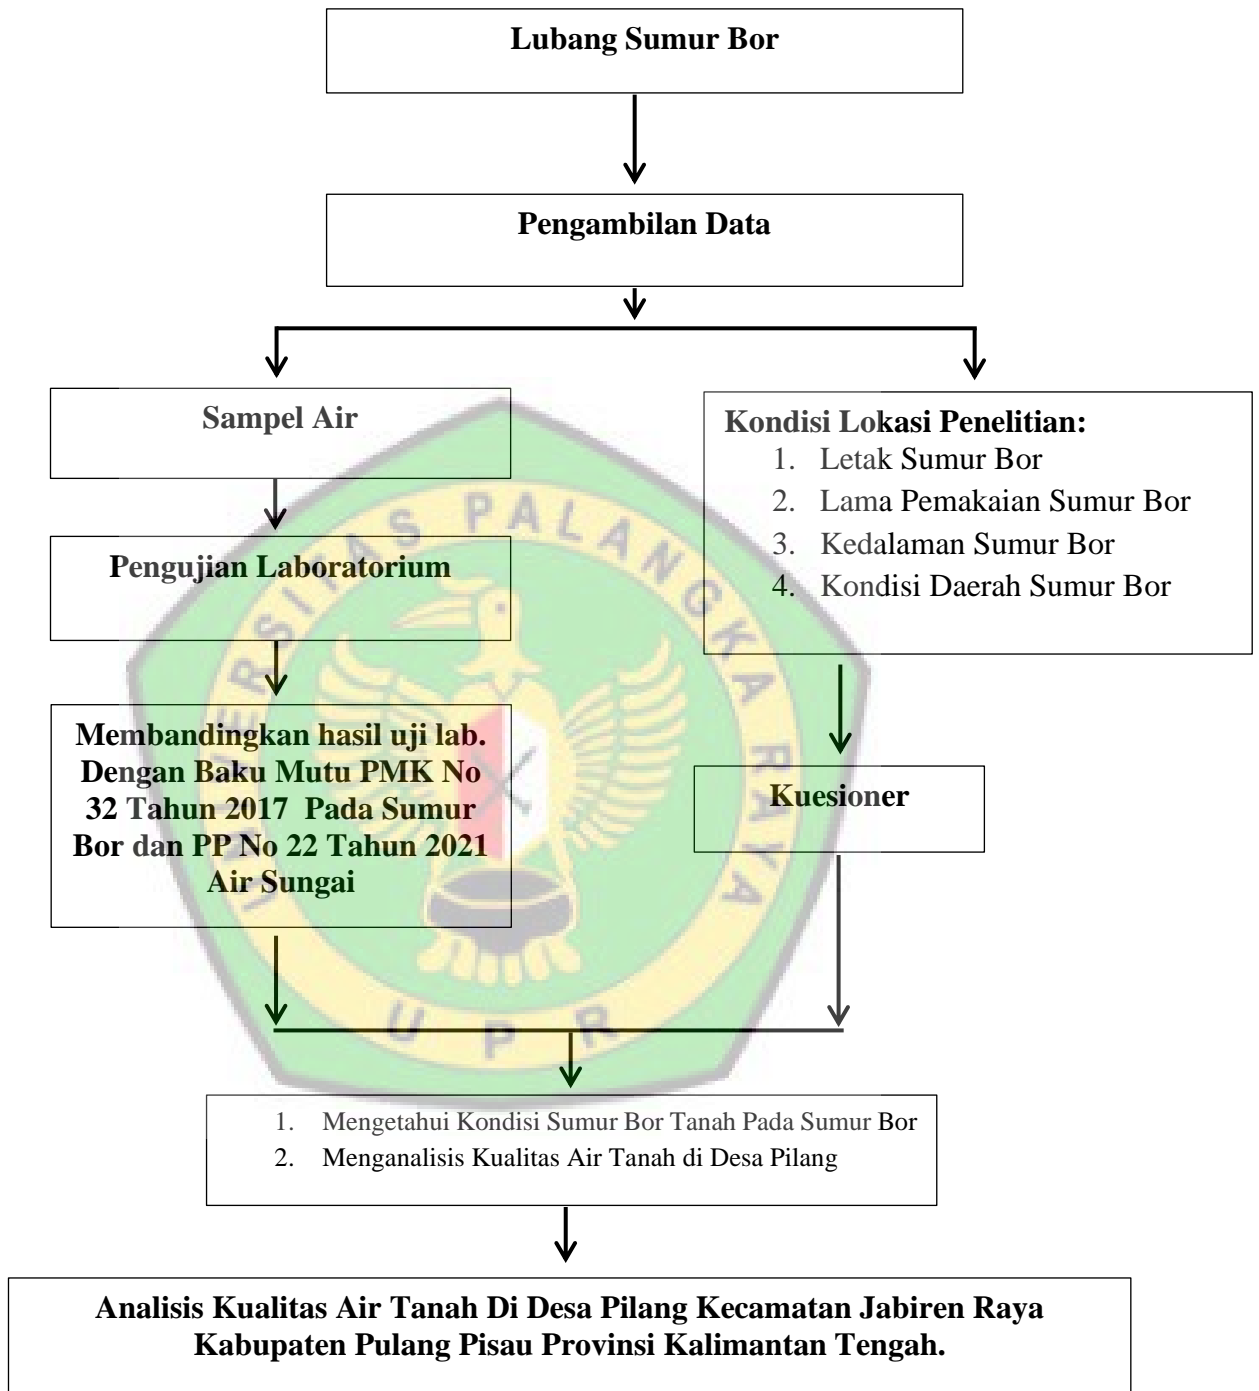 Lubang Sumur Bor
Pengambilan Data
Sampel Air
Pengujian Laboratorium
Membandingkan hasil uji lab.
Dengan Baku Mutu PMK No
32 Tahun 2017 Pada Sumur
Bor dan PP No 22 Tahun 2021
Air Sungai
Kondisi Lokasi Penelitian:
1. Letak Sumur Bor
2. Lama Pemakaian Sumur Bor
3. Kedalaman Sumur Bor
4. Kondisi Daerah Sumur Bor
Kuesioner
UNIVERSITAS PALANGKA RAYA
U P R
1. Mengetahui Kondisi Sumur Bor Tanah Pada Sumur Bor
2. Menganalisis Kualitas Air Tanah di Desa Pilang
Analisis Kualitas Air Tanah Di Desa Pilang Kecamatan Jabiren Raya
Kabupaten Pulang Pisau Provinsi Kalimantan Tengah.